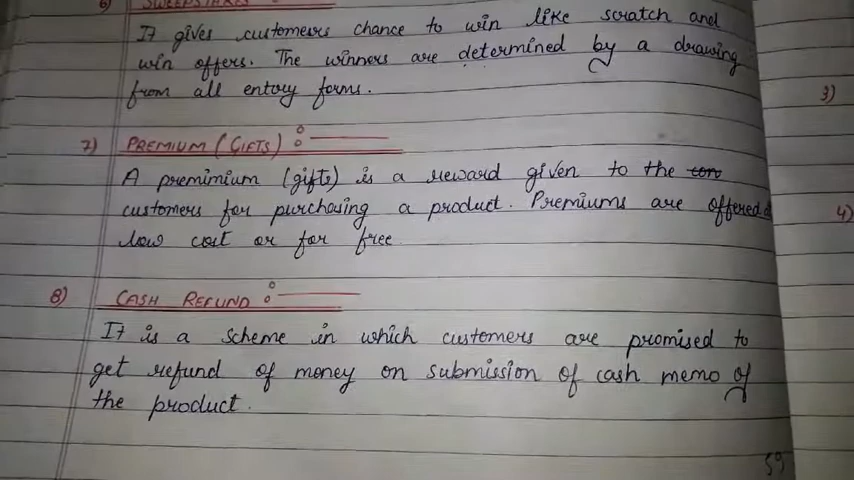 6) SWEEPSTAKES :-
It gives customers chance to win like scratch and
win offers. The winners are determined by a drawing
from all entory forms.
3)
7) PREMIUM (GIFTS) :-
A premimium (gifts) is a reward given to the
customers for purchasing a product. Premiums are offered
4)
low cost or for free
8) CASH REFUND :-
It is a scheme in which customers are promised to
get refund of money on submission of cash memo of
the product.
59